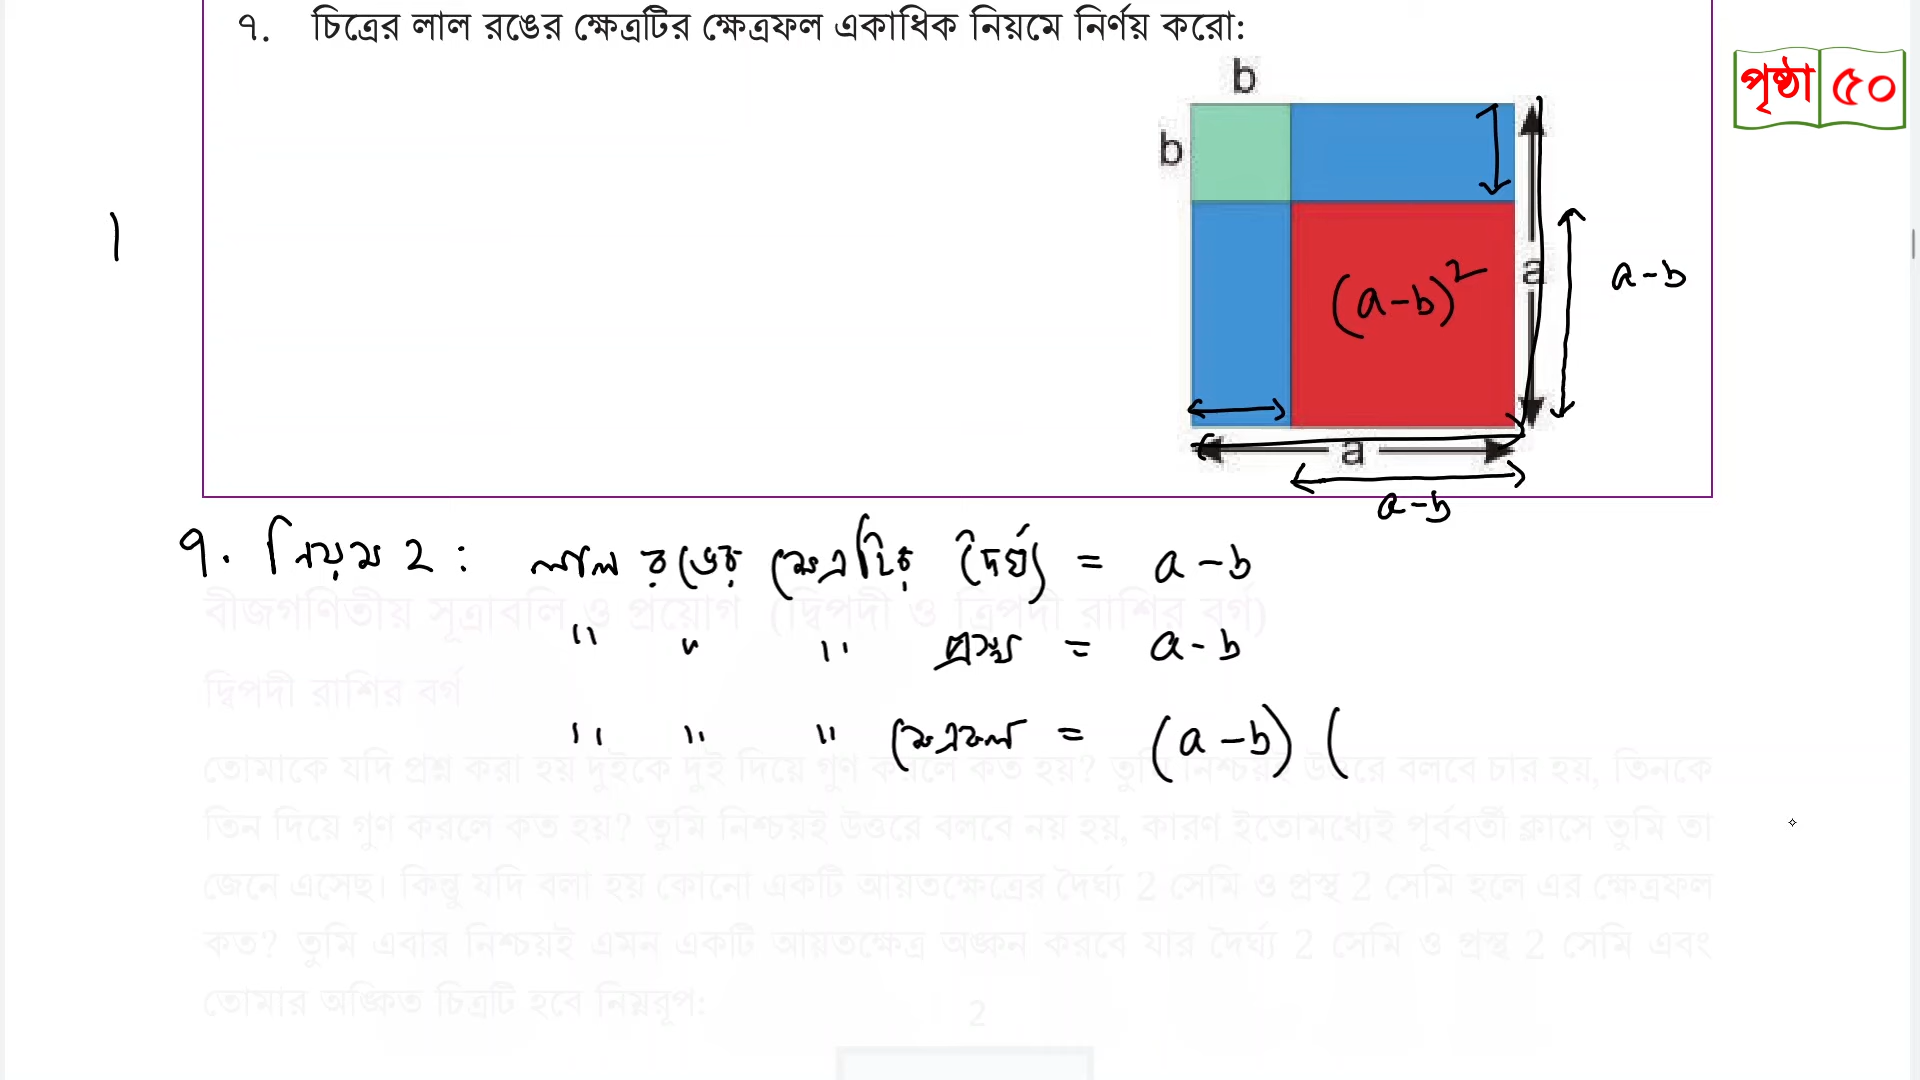 ৭. চিত্রের লাল রঙের ক্ষেত্রটির ক্ষেত্রফল একাধিক নিয়মে নির্ণয় করো:
পৃষ্ঠা ৫০
b
b
(a-b)²
a
a-b
a
a-b
৭. নিয়ম 2 : লাল রঙের ক্ষেত্রটির দৈর্ঘ্য = a-b
" " " প্রস্থ = a-b
" " " ক্ষেত্রফল = (a-b) (
বীজগণিতীয় সূত্রাবলি ও প্রয়োগ (দ্বিপদী ও ত্রিপদী রাশির বর্গ)
দ্বিপদী রাশির বর্গ
তোমাকে যদি প্রশ্ন করা হয় দুইকে দুই দিয়ে গুণ করলে কত হয়? তুমি নিশ্চয়ই উত্তরে বলবে চার হয়, তিনকে
তিন দিয়ে গুণ করলে কত হয়? তুমি নিশ্চয়ই উত্তরে বলবে নয় হয়, কারণ ইতোমধ্যেই পূর্ববর্তী ক্লাসে তুমি তা
জেনে এসেছ। কিন্তু যদি বলা হয় কোনো একটি আয়তক্ষেত্রের দৈর্ঘ্য 2 সেমি ও প্রস্থ 2 সেমি হলে এর ক্ষেত্রফল
কত? তুমি এবার নিশ্চয়ই এমন একটি আয়তক্ষেত্র অঙ্কন করবে যার দৈর্ঘ্য 2 সেমি ও প্রস্থ 2 সেমি এবং
তোমার অঙ্কিত চিত্রটি হবে নিম্নরূপ:
2